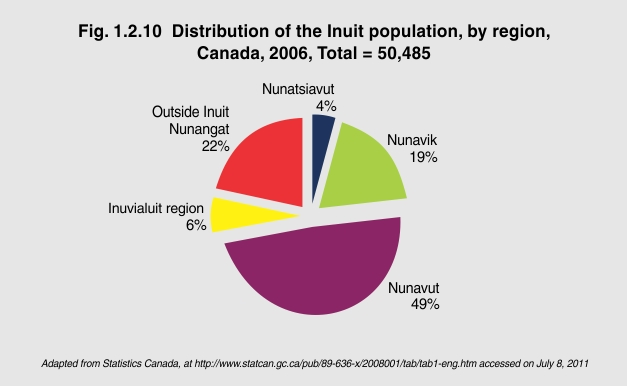 Fig. 1.2.10  Distribution of the Inuit population, by region,
Canada, 2006, Total = 50,485
Nunatsiavut
4%
Outside Inuit
Nunangat
22%
Nunavik
19%
Inuvialuit region
6%
Nunavut
49%
Adapted from Statistics Canada, at http://www.statcan.gc.ca/pub/89-636-x/2008001/tab/tab1-eng.htm accessed on July 8, 2011